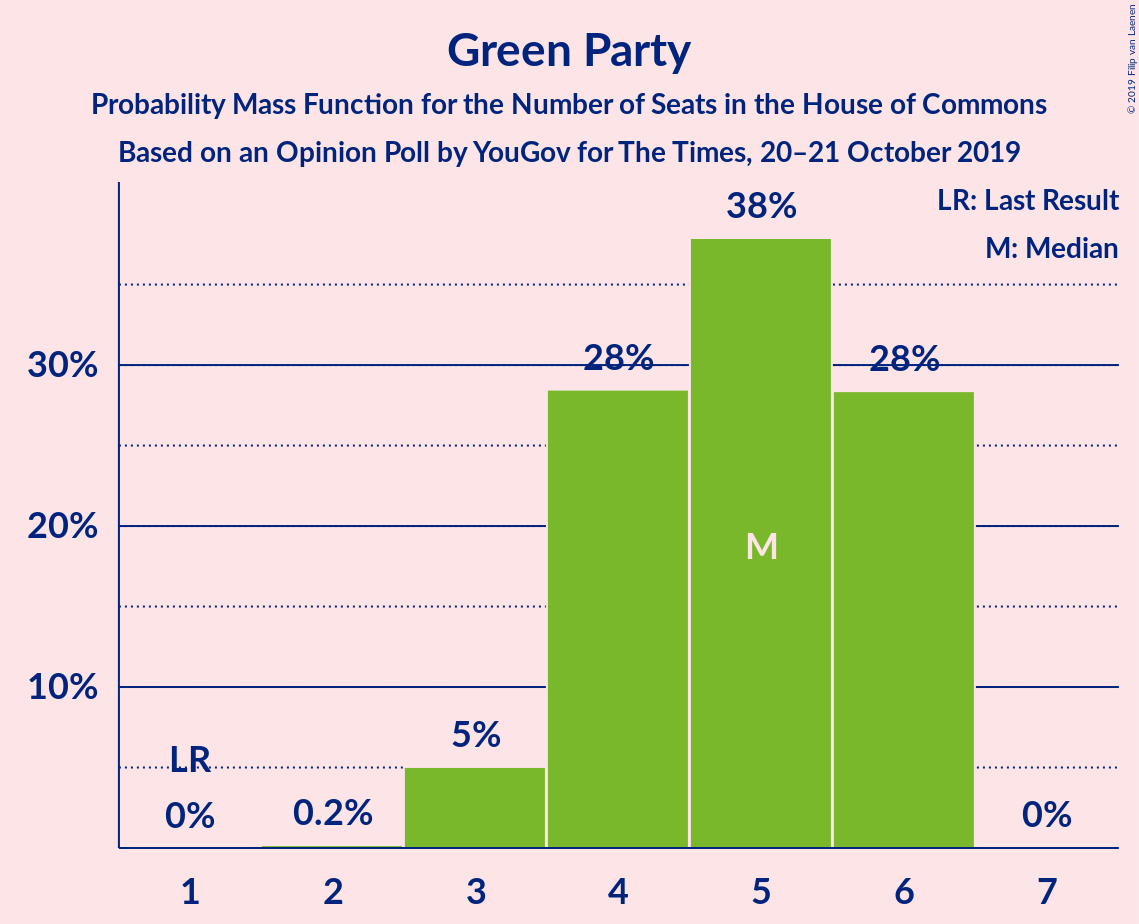 Green Party
Probability Mass Function for the Number of Seats in the House of Commons
Based on an Opinion Poll by YouGov for The Times, 20–21 October 2019
© 2019 Filip van Laenen
LR: Last Result
M: Median
38%
28%
28%
30%
20%
10%
M
5%
LR
0%
0.2%
0%
1 2 3 4 5 6 7